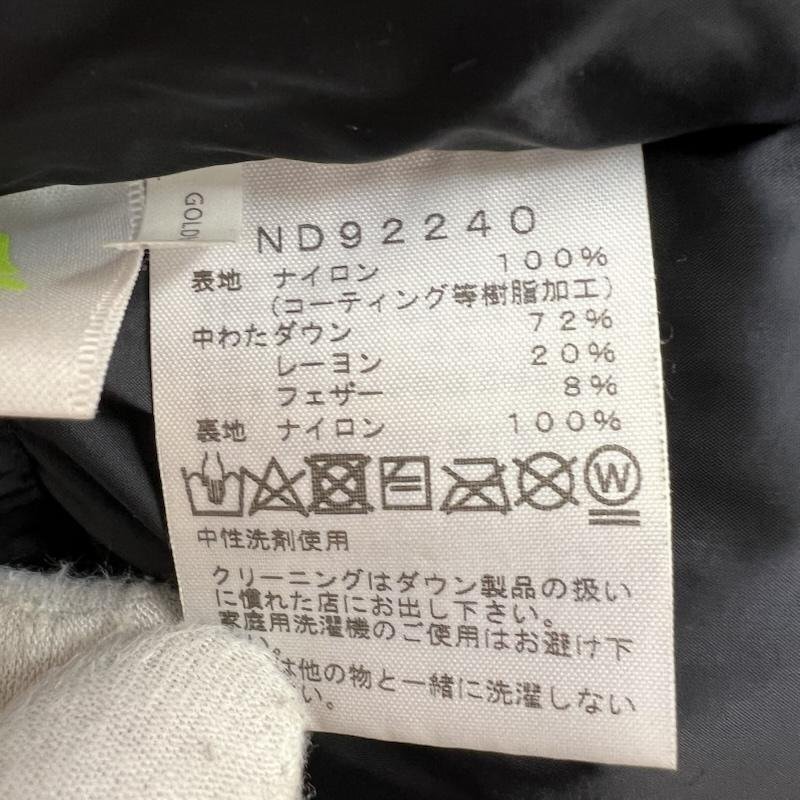 GOLDW
ND92240
表地 ナイロン 100%
(コーティング等樹脂加工)
中わた ダウン 72%
レーヨン 20%
フェザー 8%
裏地 ナイロン 100%
W
中性洗剤使用
クリーニングはダウン製品の扱い
に慣れた店にお出し下さい。
家庭用洗濯機のご使用はお避け下
い。
は他の物と一緒に洗濯しない
い。